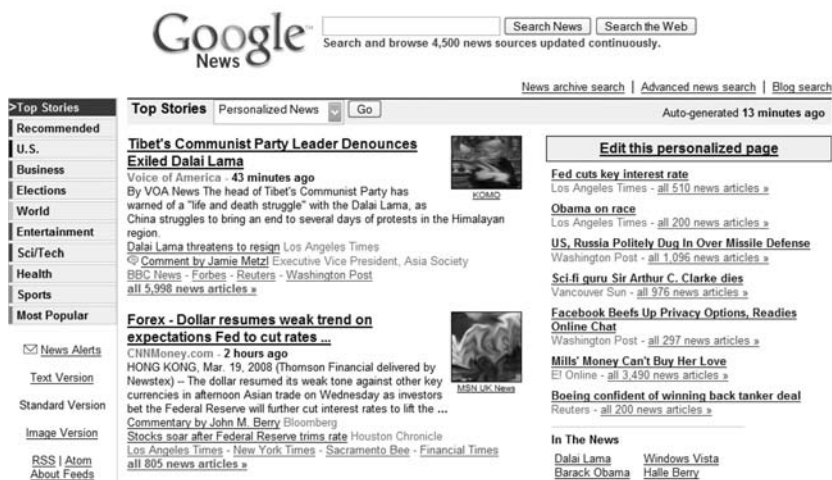 Google
News
Search News
Search the Web
Search and browse 4,500 news sources updated continuously.
News archive search | Advanced news search | Blog search
>Top Stories
Recommended
U.S.
Business
Elections
World
Entertainment
Sci/Tech
Health
Sports
Most Popular
News Alerts
Text Version
Standard Version
Image Version
RSS | Atom
About Feeds
Top Stories Personalized News Go
Auto-generated 13 minutes ago
Tibet's Communist Party Leader Denounces
Exiled Dalai Lama
Voice of America - 43 minutes ago
By VOA News The head of Tibet's Communist Party has
warned of a "life and death struggle" with the Dalai Lama, as
China struggles to bring an end to several days of protests in the Himalayan
region.
Dalai Lama threatens to resign Los Angeles Times
Comment by Jamie Metzl Executive Vice President, Asia Society
BBC News - Forbes - Reuters - Washington Post
all 5,998 news articles »
KOMO
Forex - Dollar resumes weak trend on
expectations Fed to cut rates ...
CNNMoney.com - 2 hours ago
HONG KONG, Mar. 19, 2008 (Thomson Financial delivered by
Newstex) -- The dollar resumed its weak tone against other key
currencies in afternoon Asian trade on Wednesday as investors
bet the Federal Reserve will further cut interest rates to lift the ...
Commentary by John M. Berry Bloomberg
Stocks soar after Federal Reserve trims rate Houston Chronicle
Los Angeles Times - New York Times - Sacramento Bee - Financial Times
all 805 news articles »
MSN UK News
Edit this personalized page
Fed cuts key interest rate
Los Angeles Times - all 510 news articles »
Obama on race
Los Angeles Times - all 200 news articles »
US, Russia Politely Dug In Over Missile Defense
Washington Post - all 1,096 news articles »
Sci-fi guru Sir Arthur C. Clarke dies
Vancouver Sun - all 976 news articles »
Facebook Beefs Up Privacy Options, Readies
Online Chat
Washington Post - all 297 news articles »
Mills' Money Can't Buy Her Love
E! Online - all 3,490 news articles »
Boeing confident of winning back tanker deal
Reuters - all 200 news articles »
In The News
Dalai Lama Windows Vista
Barack Obama Halle Berry